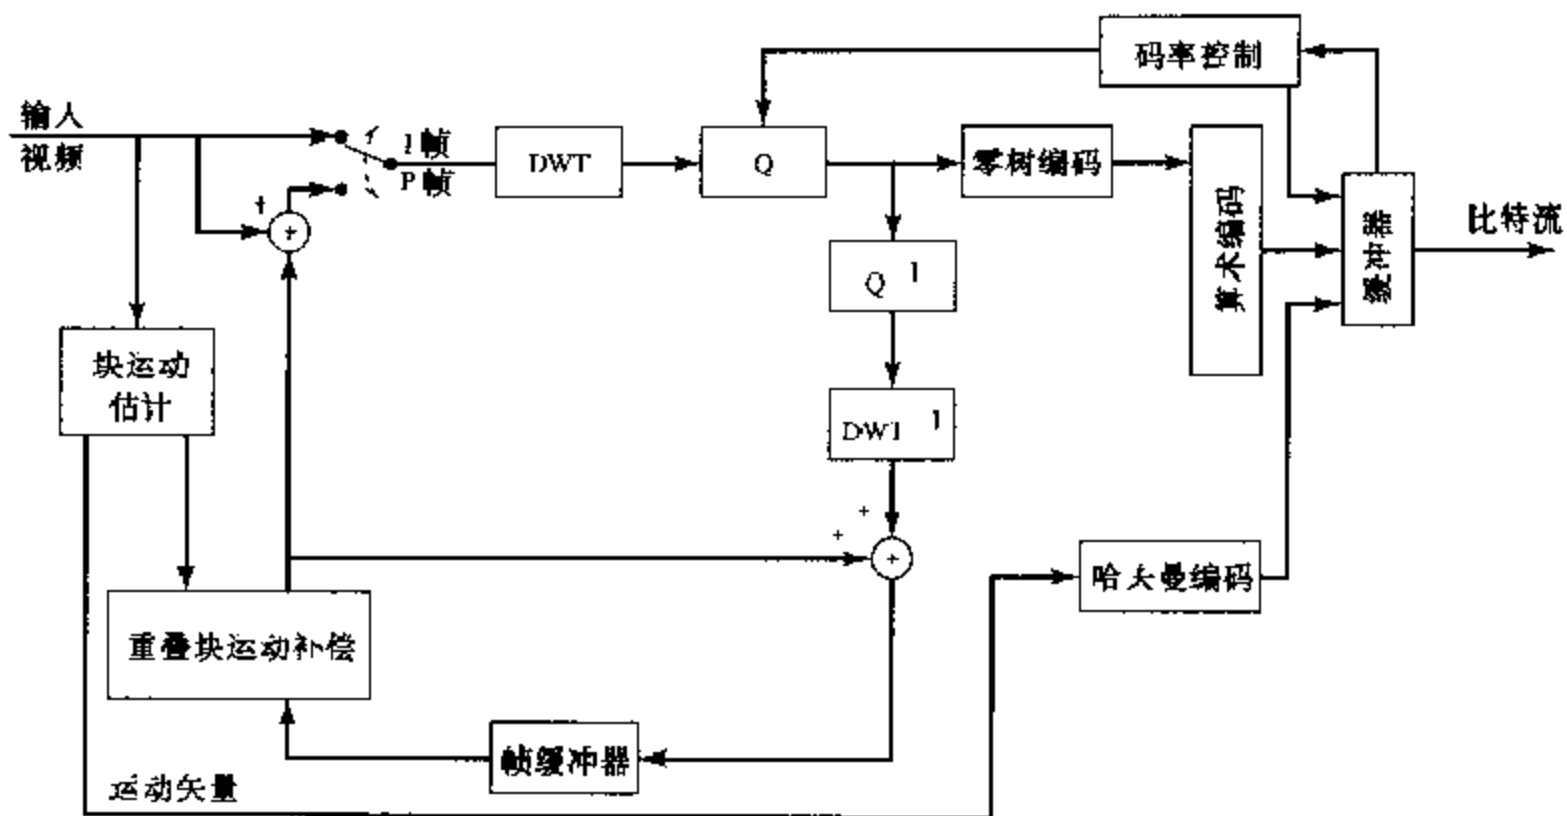 码率控制
输入
视频
I帧
P帧
DWT
Q
零树编码
算术编码
缓冲器
比特流
+
+
Q 1
块运动
估计
DWT 1
+
+
+
哈夫曼编码
重叠块运动补偿
帧缓冲器
运动矢量